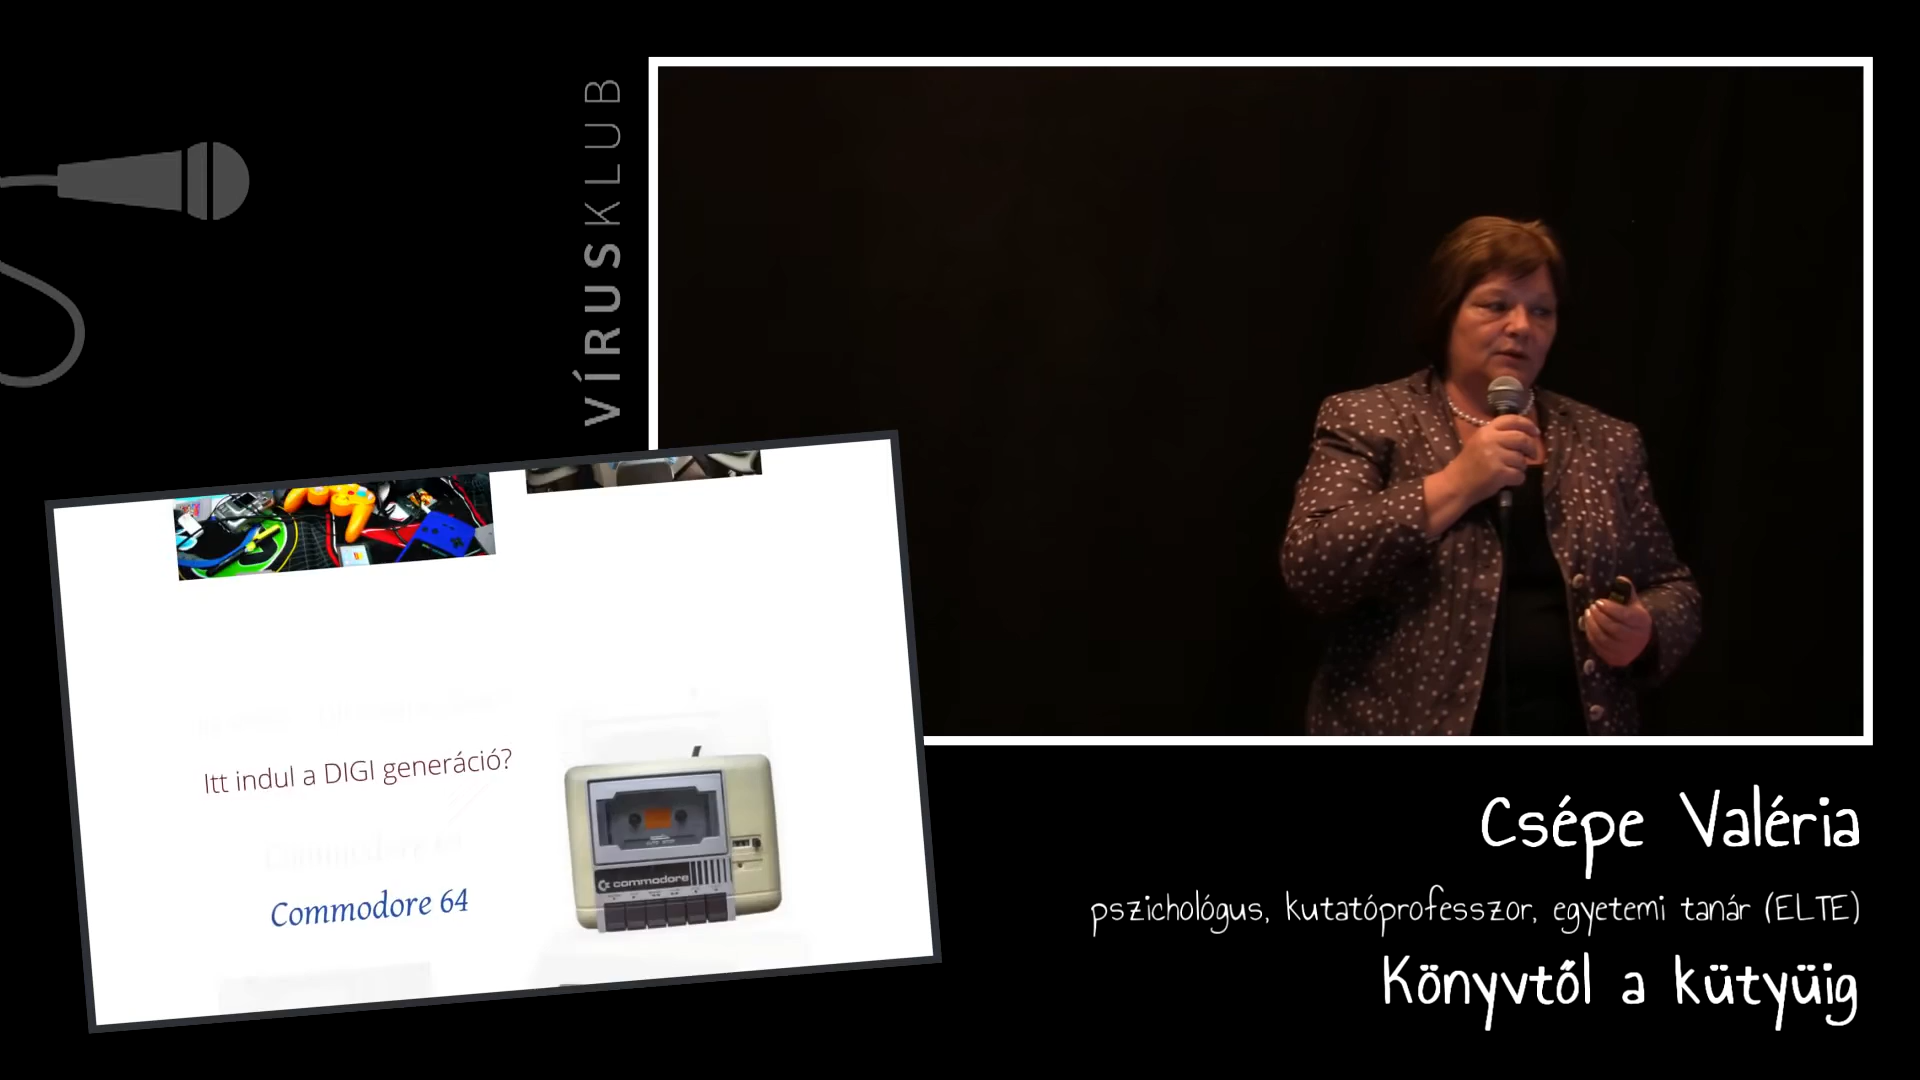 VÍRUSKLUB
Itt indul a DIGI generáció?
Commodore 64
commodore
Csépe Valéria
pszichológus, kutatóprofesszor, egyetemi tanár (ELTE)
Könyvtől a kütyüig